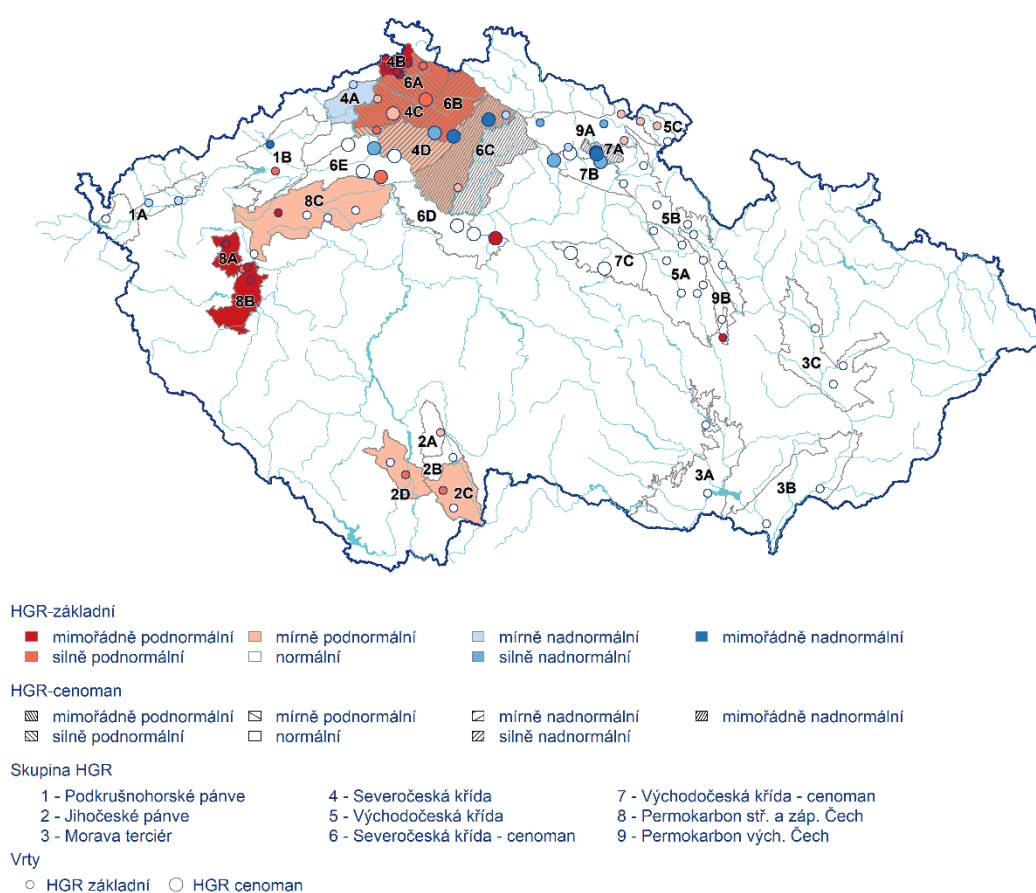 4B
6A
4A
6B
4C
5C
9A
7A
4D
6C
1B
7B
6E
8C
1A
6D
5B
8A
7C
5A
8B
9B
3C
2A
2B
3A
3B
2D
2C
HGR-základní
mimořádně podnormální mírně podnormální mírně nadnormální mimořádně nadnormální
silně podnormální normální silně nadnormální
HGR-cenoman
mimořádně podnormální mírně podnormální mírně nadnormální mimořádně nadnormální
silně podnormální normální silně nadnormální
Skupina HGR
1 - Podkrušnohorské pánve 4 - Severočeská křída 7 - Východočeská křída - cenoman
2 - Jihočeské pánve 5 - Východočeská křída 8 - Permokarbon stř. a záp. Čech
3 - Morava terciér 6 - Severočeská křída - cenoman 9 - Permokarbon vých. Čech
Vrty
HGR základní HGR cenoman